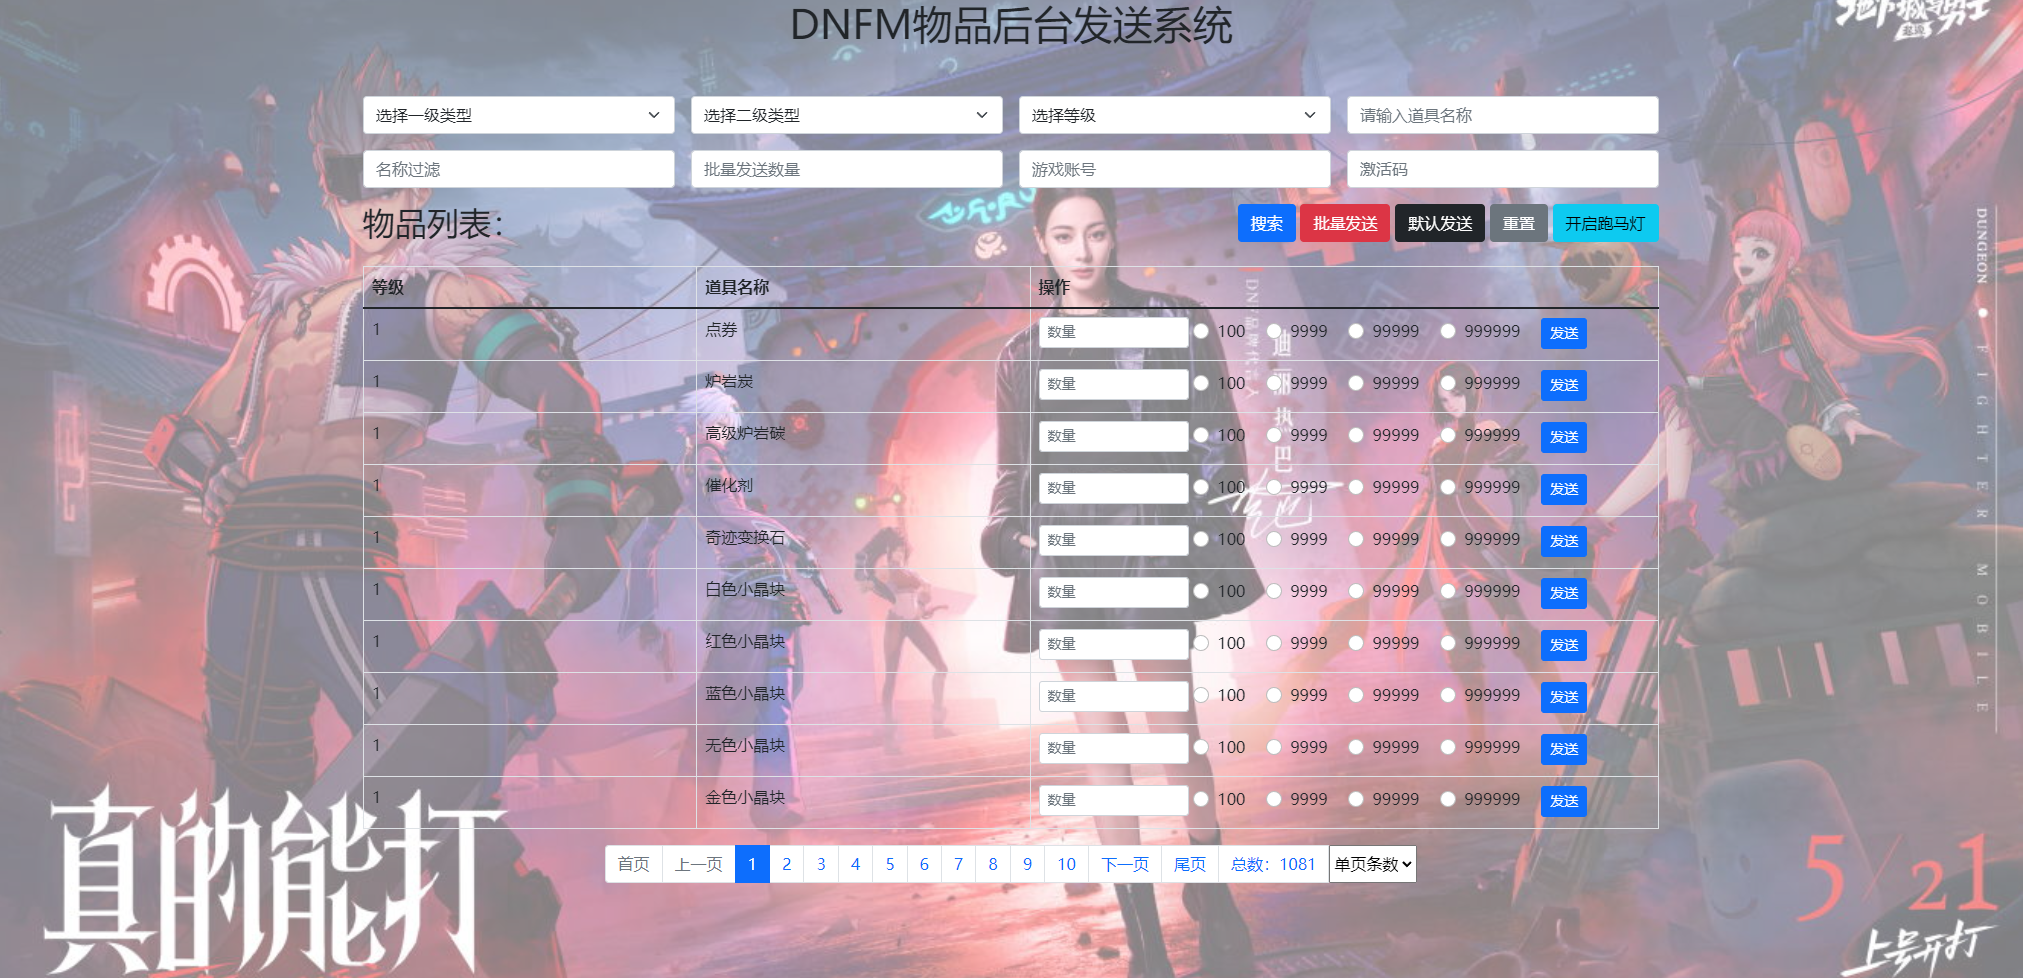 DNFM物品后台发送系统
地下城与勇士
起源
选择一级类型 选择二级类型 选择等级 请输入道具名称
名称过滤 批量发送数量 游戏账号 激活码
物品列表： 搜索 批量发送 默认发送 重置 开启跑马灯
等级 道具名称 操作
1 点券 数量 100 9999 99999 999999 发送
1 炉岩炭 数量 100 9999 99999 999999 发送
1 高级炉岩碳 数量 100 9999 99999 999999 发送
1 催化剂 数量 100 9999 99999 999999 发送
1 奇迹变换石 数量 100 9999 99999 999999 发送
1 白色小晶块 数量 100 9999 99999 999999 发送
1 红色小晶块 数量 100 9999 99999 999999 发送
1 蓝色小晶块 数量 100 9999 99999 999999 发送
1 无色小晶块 数量 100 9999 99999 999999 发送
1 金色小晶块 数量 100 9999 99999 999999 发送
首页 上一页 1 2 3 4 5 6 7 8 9 10 下一页 尾页 总数：1081 单页条数
DUNGEON • FIGHTER MOBILE
真的能打
5/21
上号开打